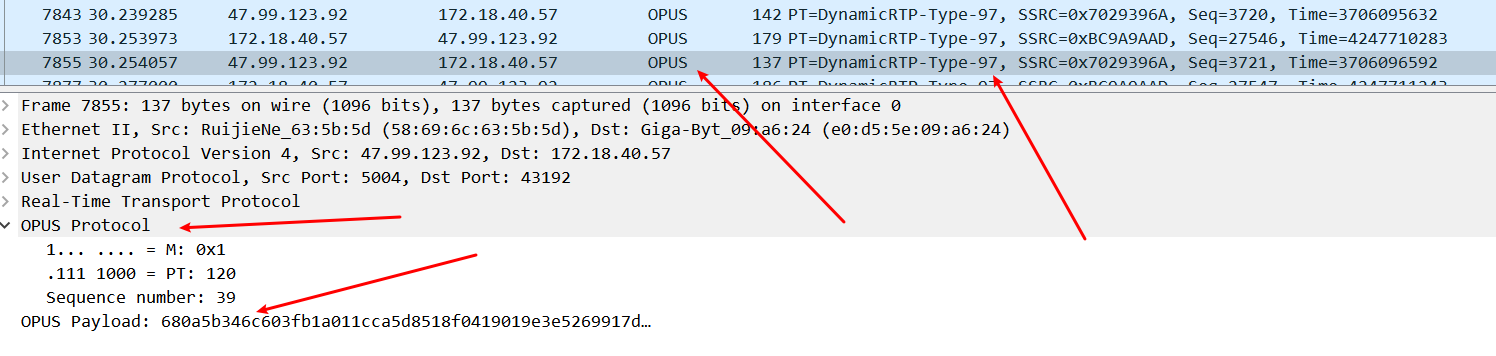 7843 30.239285 47.99.123.92 172.18.40.57 OPUS 142 PT=DynamicRTP-Type-97, SSRC=0x7029396A, Seq=3720, Time=3706095632
7853 30.253973 172.18.40.57 47.99.123.92 OPUS 179 PT=DynamicRTP-Type-97, SSRC=0xBC9A9AAD, Seq=27546, Time=4247710283
7855 30.254057 47.99.123.92 172.18.40.57 OPUS 137 PT=DynamicRTP-Type-97, SSRC=0x7029396A, Seq=3721, Time=3706096592
Frame 7855: 137 bytes on wire (1096 bits), 137 bytes captured (1096 bits) on interface 0
Ethernet II, Src: RuijieNe_63:5b:5d (58:69:6c:63:5b:5d), Dst: Giga-Byt_09:a6:24 (e0:d5:5e:09:a6:24)
Internet Protocol Version 4, Src: 47.99.123.92, Dst: 172.18.40.57
User Datagram Protocol, Src Port: 5004, Dst Port: 43192
Real-Time Transport Protocol
OPUS Protocol
1... .... = M: 0x1
.111 1000 = PT: 120
Sequence number: 39
OPUS Payload: 680a5b346c603fb1a011cca5d8518f0419019e3e5269917d…